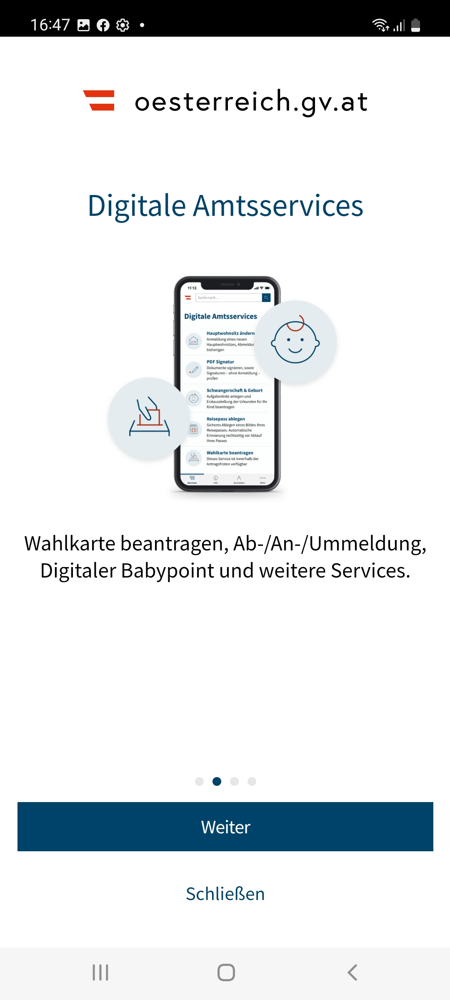 16:47
oesterreich.gv.at
Digitale Amtsservices
11:13
Suche nach ...
Digitale Amtsservices
Hauptwohnsitz ändern
Anmeldung eines neuen
Hauptwohnsitzes, Abmeldur
bisherigen
PDF Signatur
Dokumente signieren, sowie
Signaturen – ohne Anmeldung –
prüfen
Schwangerschaft & Geburt
Aufgabenliste anlegen und
Erstausstellung der Urkunden für Ihr
Kind beantragen
Reisepass ablegen
Sicheres Ablegen eines Bildes Ihres
Reisepasses. Automatische
Erinnerung rechtzeitig vor Ablauf
Ihres Passes
Wahlkarte beantragen
Dieses Service ist innerhalb der
Antragsfristen verfügbar
Services Info Anmelden Mehr
Wahlkarte beantragen, Ab-/An-/Ummeldung,
Digitaler Babypoint und weitere Services.
Weiter
Schließen